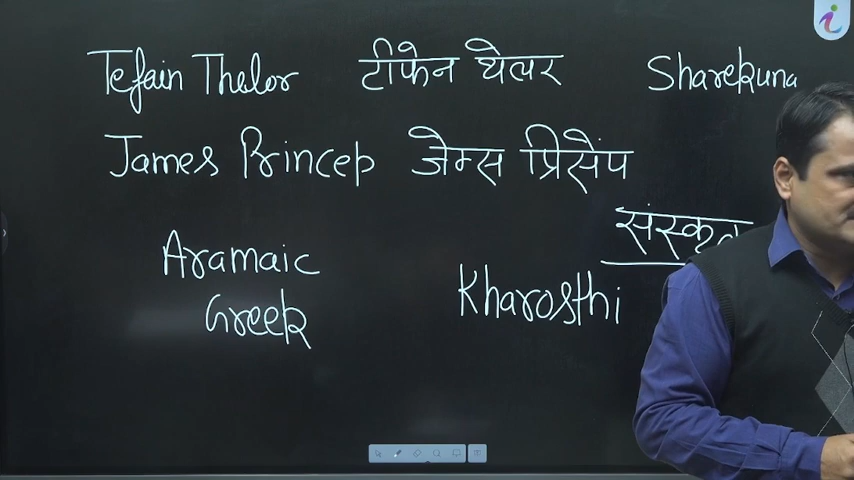 Tefain Thelor टीफेन थेलर Sharekuna
James Princep जेम्स प्रिंसेप
संस्कृत
Aramaic Kharosthi
Greek